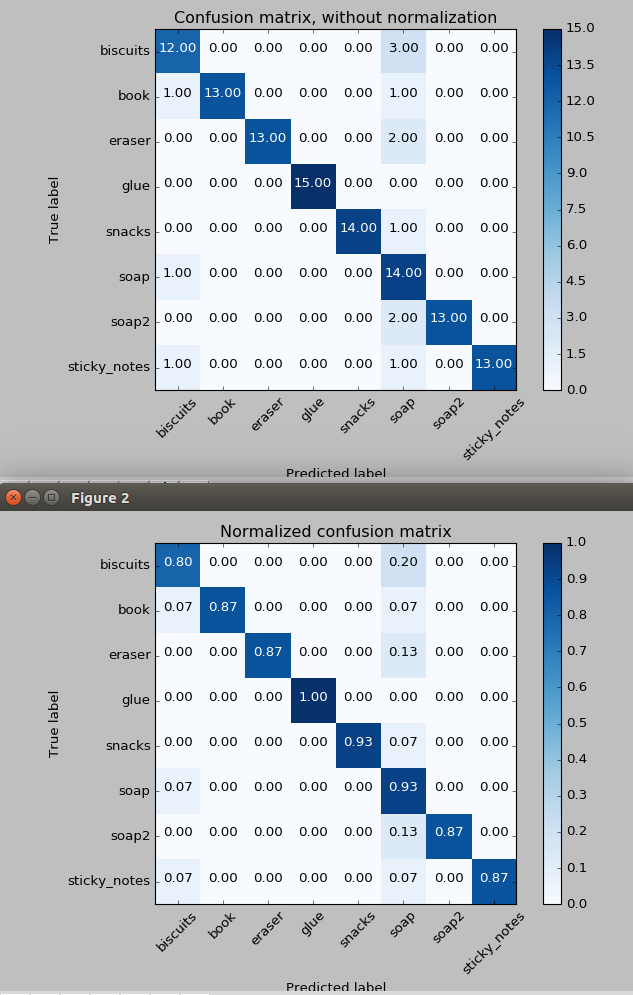 Confusion matrix, without normalization
biscuits 12.00 0.00 0.00 0.00 0.00 3.00 0.00 0.00
book 1.00 13.00 0.00 0.00 0.00 1.00 0.00 0.00
eraser 0.00 0.00 13.00 0.00 0.00 2.00 0.00 0.00
glue 0.00 0.00 0.00 15.00 0.00 0.00 0.00 0.00
snacks 0.00 0.00 0.00 0.00 14.00 1.00 0.00 0.00
soap 1.00 0.00 0.00 0.00 0.00 14.00 0.00 0.00
soap2 0.00 0.00 0.00 0.00 0.00 2.00 13.00 0.00
sticky_notes 1.00 0.00 0.00 0.00 0.00 1.00 0.00 13.00
True label
biscuits book eraser glue snacks soap soap2 sticky_notes
Predicted label
15.0
13.5
12.0
10.5
9.0
7.5
6.0
4.5
3.0
1.5
0.0
Figure 2
Normalized confusion matrix
biscuits 0.80 0.00 0.00 0.00 0.00 0.20 0.00 0.00
book 0.07 0.87 0.00 0.00 0.00 0.07 0.00 0.00
eraser 0.00 0.00 0.87 0.00 0.00 0.13 0.00 0.00
glue 0.00 0.00 0.00 1.00 0.00 0.00 0.00 0.00
snacks 0.00 0.00 0.00 0.00 0.93 0.07 0.00 0.00
soap 0.07 0.00 0.00 0.00 0.00 0.93 0.00 0.00
soap2 0.00 0.00 0.00 0.00 0.00 0.13 0.87 0.00
sticky_notes 0.07 0.00 0.00 0.00 0.00 0.07 0.00 0.87
True label
biscuits book eraser glue snacks soap soap2 sticky_notes
Predicted label
1.0
0.9
0.8
0.7
0.6
0.5
0.4
0.3
0.2
0.1
0.0